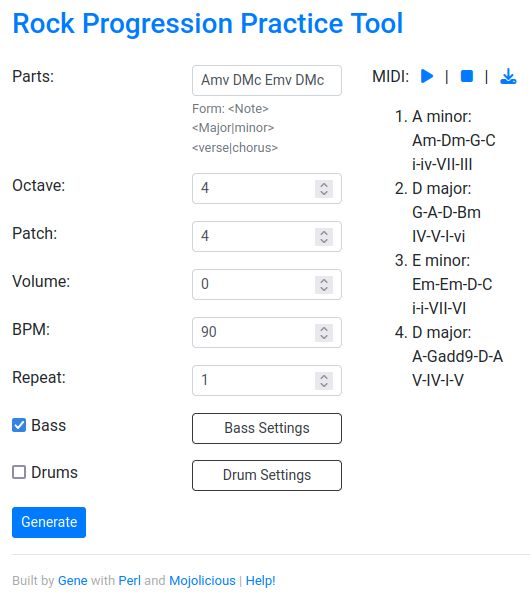 Rock Progression Practice Tool
Parts:
Amv DMc Emv DMc
Form: <Note>
<Major|minor>
<verse|chorus>
Octave:
4
Patch:
4
Volume:
0
BPM:
90
Repeat:
1
Bass
Bass Settings
Drums
Drum Settings
Generate
MIDI: | |
1. A minor:
Am-Dm-G-C
i-iv-VII-III
2. D major:
G-A-D-Bm
IV-V-I-vi
3. E minor:
Em-Em-D-C
i-i-VII-VI
4. D major:
A-Gadd9-D-A
V-IV-I-V
Built by Gene with Perl and Mojolicious | Help!